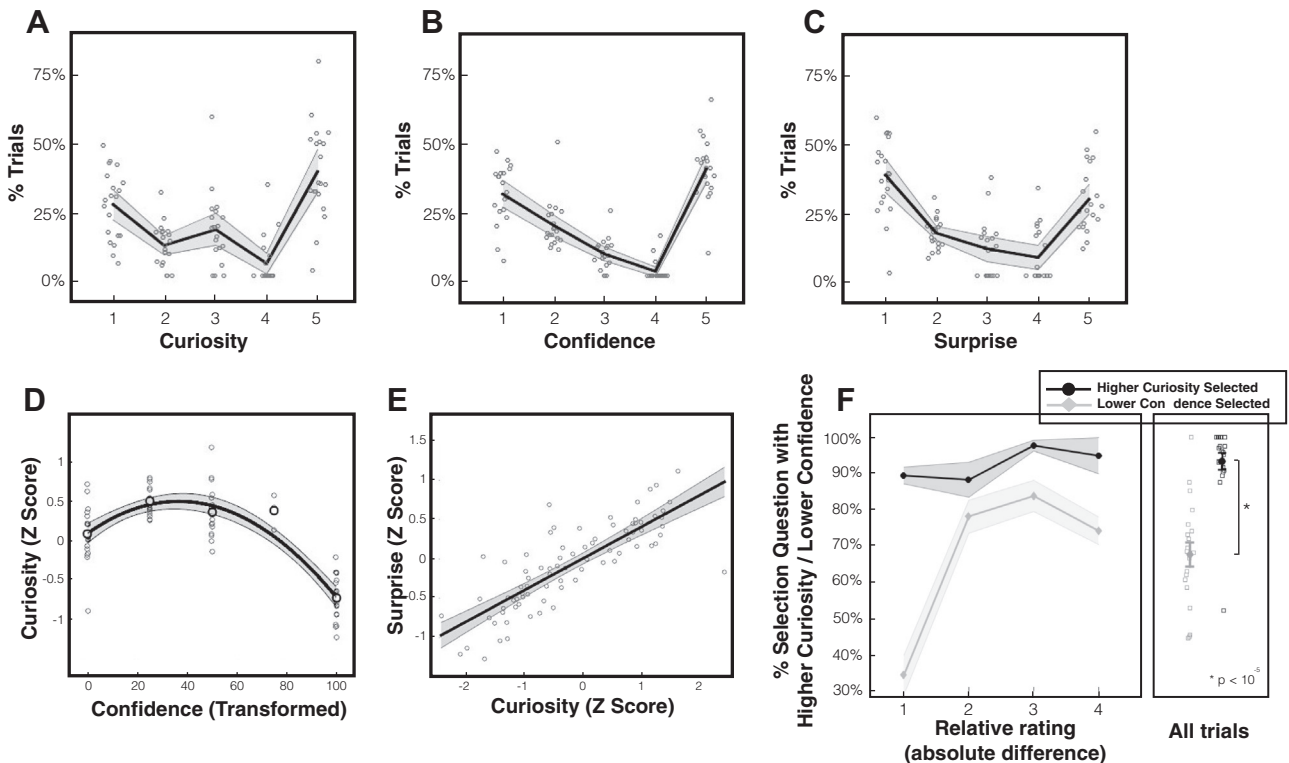 A
% Trials
75%
50%
25%
0%
1 2 3 4 5
Curiosity
B
% Trials
75%
50%
25%
0%
1 2 3 4 5
Confidence
C
% Trials
75%
50%
25%
0%
1 2 3 4 5
Surprise
D
Curiosity (Z Score)
1
0.5
0
-0.5
-1
0 20 40 60 80 100
Confidence (Transformed)
E
Surprise (Z Score)
1.5
1
0.5
0
-0.5
-1
-2 -1 0 1 2
Curiosity (Z Score)
F
Higher Curiosity Selected
Lower Con dence Selected
% Selection Question with
Higher Curiosity / Lower Confidence
100%
90%
80%
70%
60%
50%
40%
30%
1 2 3 4
Relative rating
(absolute difference)
*
* p < 10-5
All trials